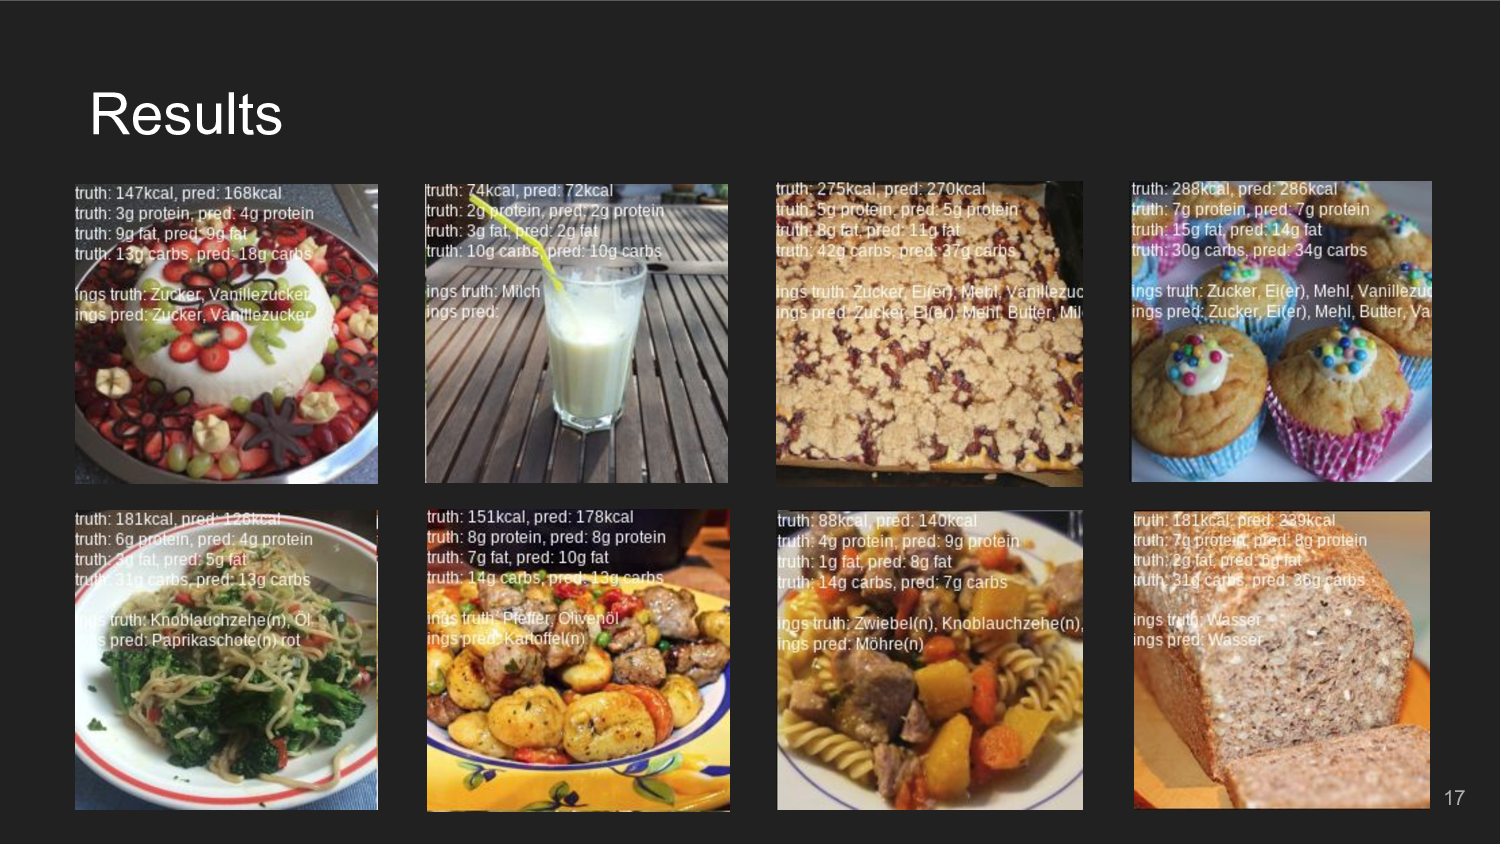 Results
truth: 147kcal, pred: 168kcal
truth: 3g protein, pred: 4g protein
truth: 9g fat, pred: 9g fat
truth: 13g carbs, pred: 18g carbs
ings truth: Zucker, Vanillezucker
ings pred: Zucker, Vanillezucker
truth: 74kcal, pred: 72kcal
truth: 2g protein, pred: 2g protein
truth: 3g fat, pred: 2g fat
truth: 10g carbs, pred: 10g carbs
ings truth: Milch
ings pred:
truth: 275kcal, pred: 270kcal
truth: 5g protein, pred: 5g protein
truth: 8g fat, pred: 11g fat
truth: 42g carbs, pred: 37g carbs
ings truth: Zucker, Ei(er), Mehl, Vanillezuc
ings pred: Zucker, Ei(er), Mehl, Butter, Mil
truth: 288kcal, pred: 286kcal
truth: 7g protein, pred: 7g protein
truth: 15g fat, pred: 14g fat
truth: 30g carbs, pred: 34g carbs
ings truth: Zucker, Ei(er), Mehl, Vanillezuc
ings pred: Zucker, Ei(er), Mehl, Butter, Va
truth: 181kcal, pred: 126kcal
truth: 6g protein, pred: 4g protein
truth: 3g fat, pred: 5g fat
truth: 31g carbs, pred: 13g carbs
ings truth: Knoblauchzehe(n), Öl
ings pred: Paprikaschote(n) rot
truth: 151kcal, pred: 178kcal
truth: 8g protein, pred: 8g protein
truth: 7g fat, pred: 10g fat
truth: 14g carbs, pred: 13g carbs
ings truth: Pfeffer, Olivenöl
ings pred: Kartoffel(n)
truth: 88kcal, pred: 140kcal
truth: 4g protein, pred: 9g protein
truth: 1g fat, pred: 8g fat
truth: 14g carbs, pred: 7g carbs
ings truth: Zwiebel(n), Knoblauchzehe(n),
ings pred: Möhre(n)
truth: 181kcal, pred: 239kcal
truth: 7g protein, pred: 8g protein
truth: 2g fat, pred: 6g fat
truth: 31g carbs, pred: 36g carbs
ings truth: Wasser
ings pred: Wasser
17